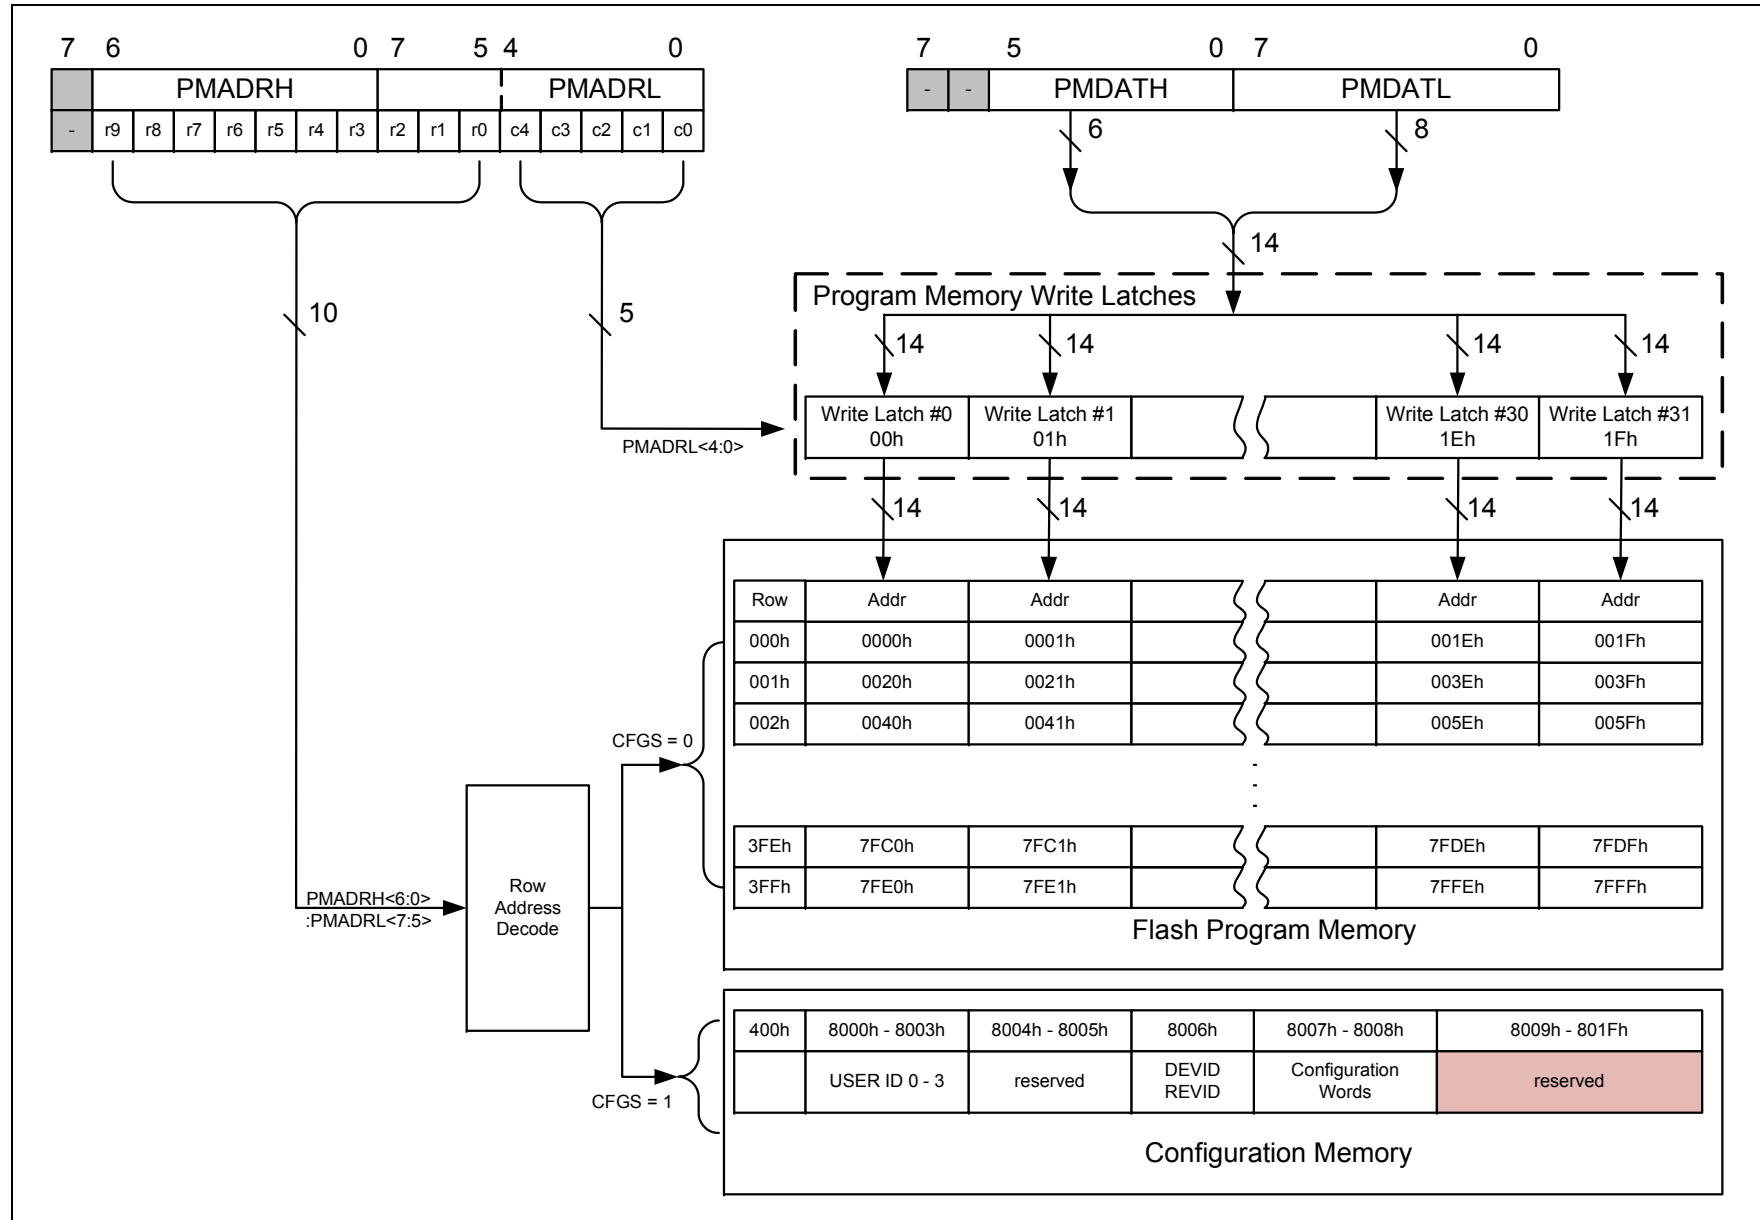 7 6 0 7 5 4 0
PMADRH PMADRL
- r9 r8 r7 r6 r5 r4 r3 r2 r1 r0 c4 c3 c2 c1 c0
7 5 0 7 0
- - PMDATH PMDATL
6 8
14
10
5
PMADRL<4:0>
Program Memory Write Latches
14 14 14 14
Write Latch #0 Write Latch #1 Write Latch #30 Write Latch #31
00h 01h 1Eh 1Fh
14 14 14 14
Row Addr Addr Addr Addr
000h 0000h 0001h 001Eh 001Fh
001h 0020h 0021h 003Eh 003Fh
002h 0040h 0041h 005Eh 005Fh
CFGS = 0
3FEh 7FC0h 7FC1h 7FDEh 7FDFh
3FFh 7FE0h 7FE1h 7FFEh 7FFFh
Flash Program Memory
PMADRH<6:0>
:PMADRL<7:5>
Row
Address
Decode
CFGS = 1
400h 8000h - 8003h 8004h - 8005h 8006h 8007h - 8008h 8009h - 801Fh
USER ID 0 - 3 reserved DEVID REVID Configuration Words reserved
Configuration Memory